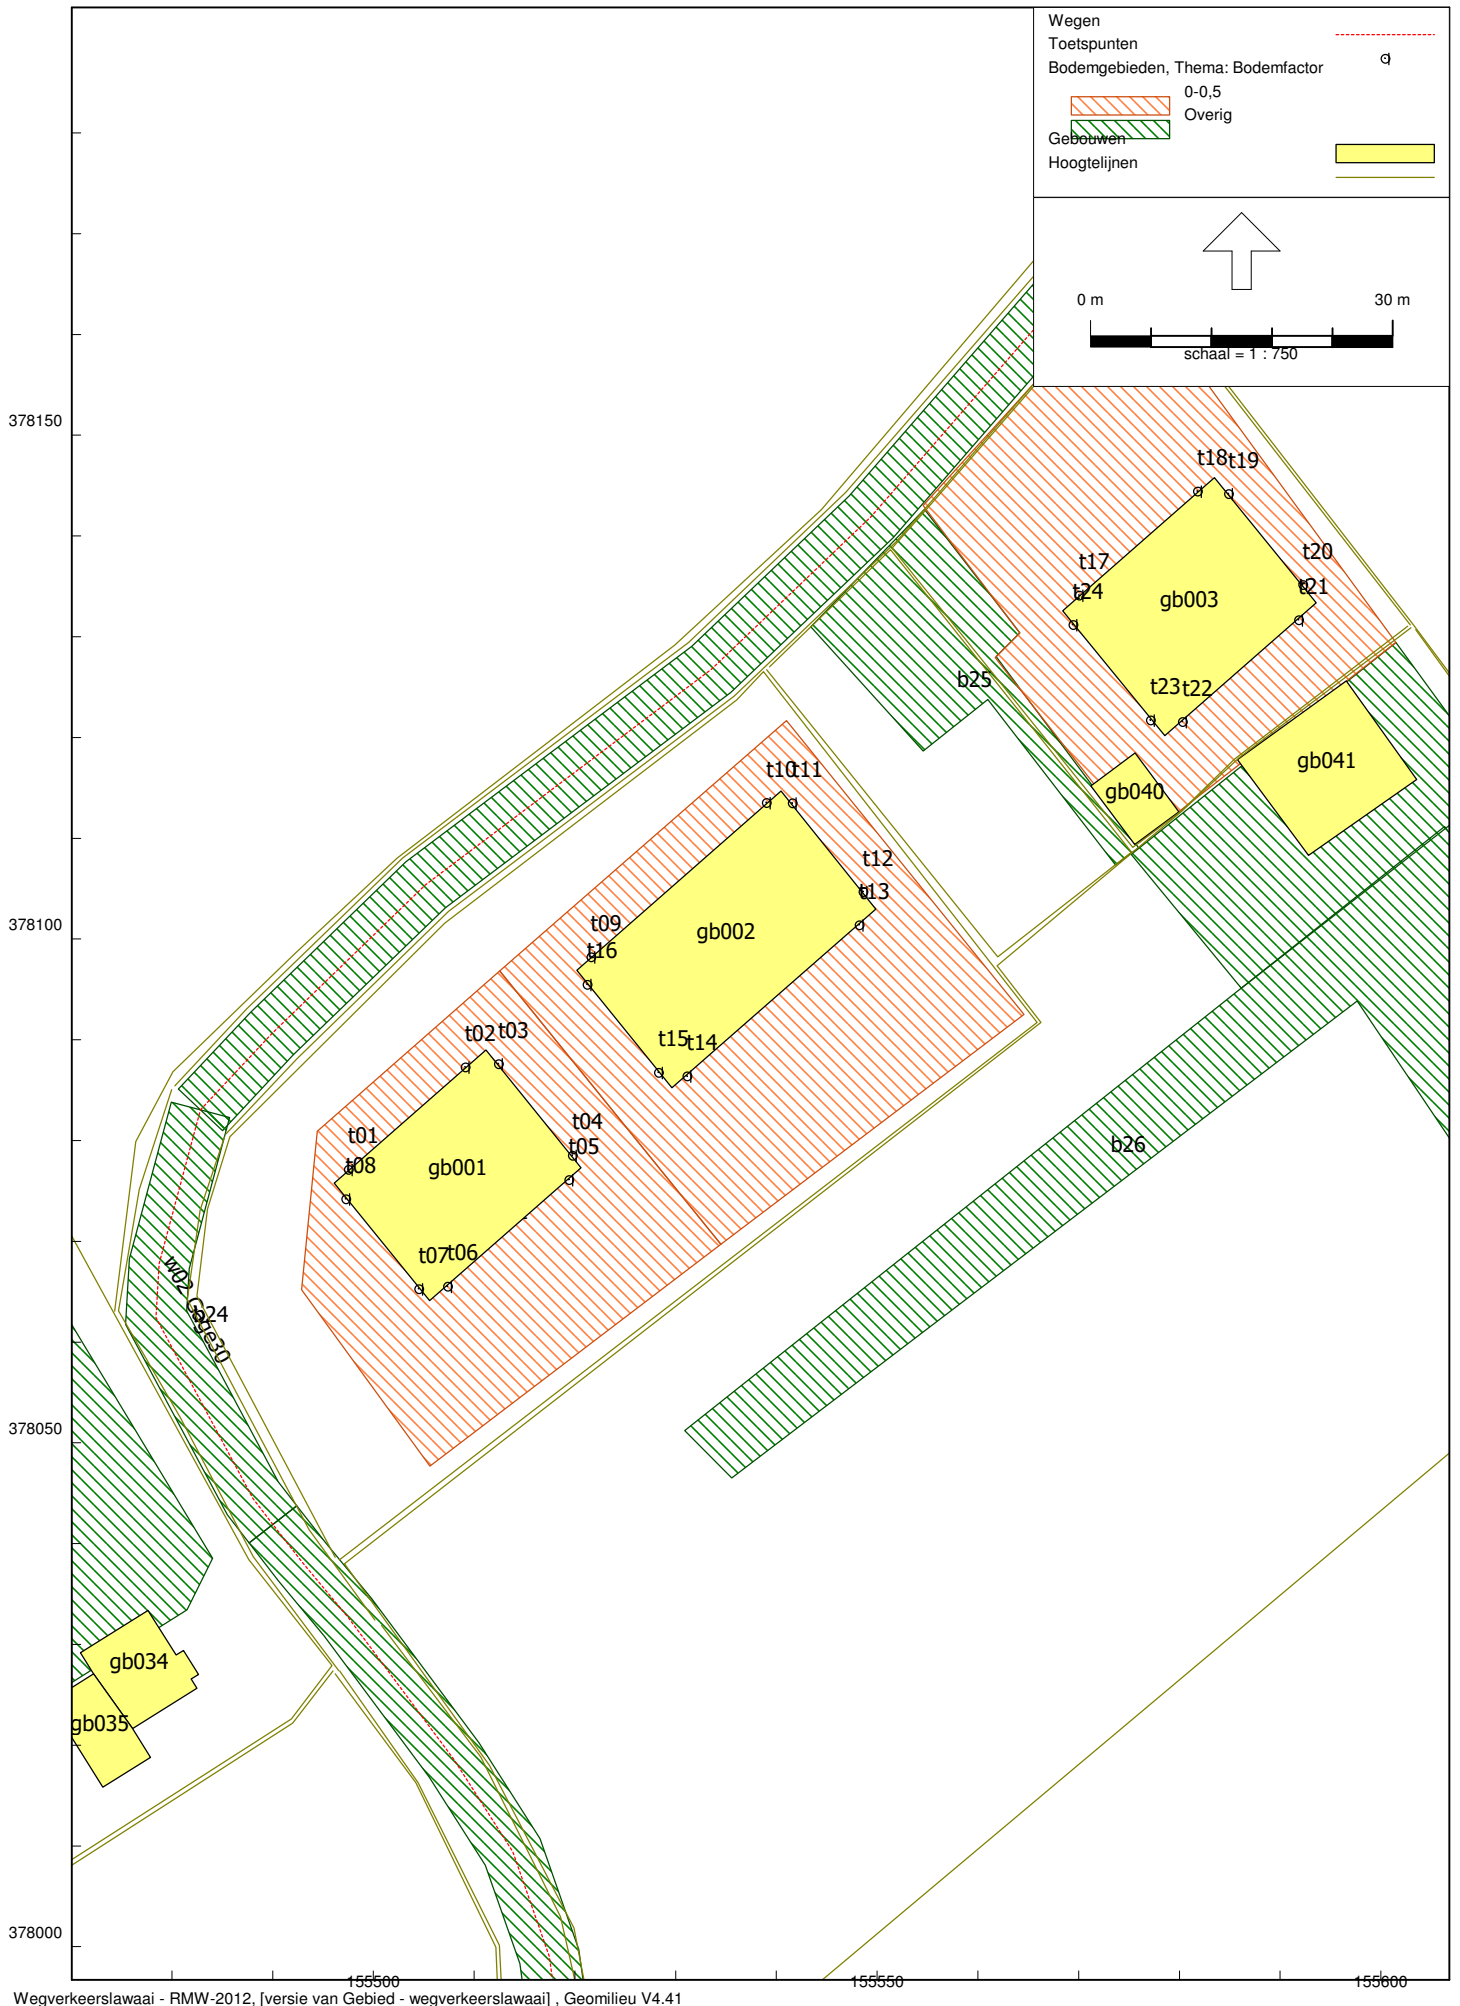 Wegen
Toetspunten
Bodemgebieden, Thema: Bodemfactor
0-0,5
Overig
Gebouwen
Hoogtelijnen
0 m 30 m
schaal = 1 : 750
378150
t18 t19
t17
t20
t24
gb003
t21
b25
t23 t22
gb041
gb040
t10 t11
t12
t13
378100
t09
gb002
t16
t15 t14
t02 t03
t04
t01
t05
t08
gb001
b26
t07 t06
w02 Gage30
b24
378050
gb034
gb035
378000
155500 155550 155600
Wegverkeerslawaai - RMW-2012, [versie van Gebied - wegverkeerslawaai] , Geomilieu V4.41